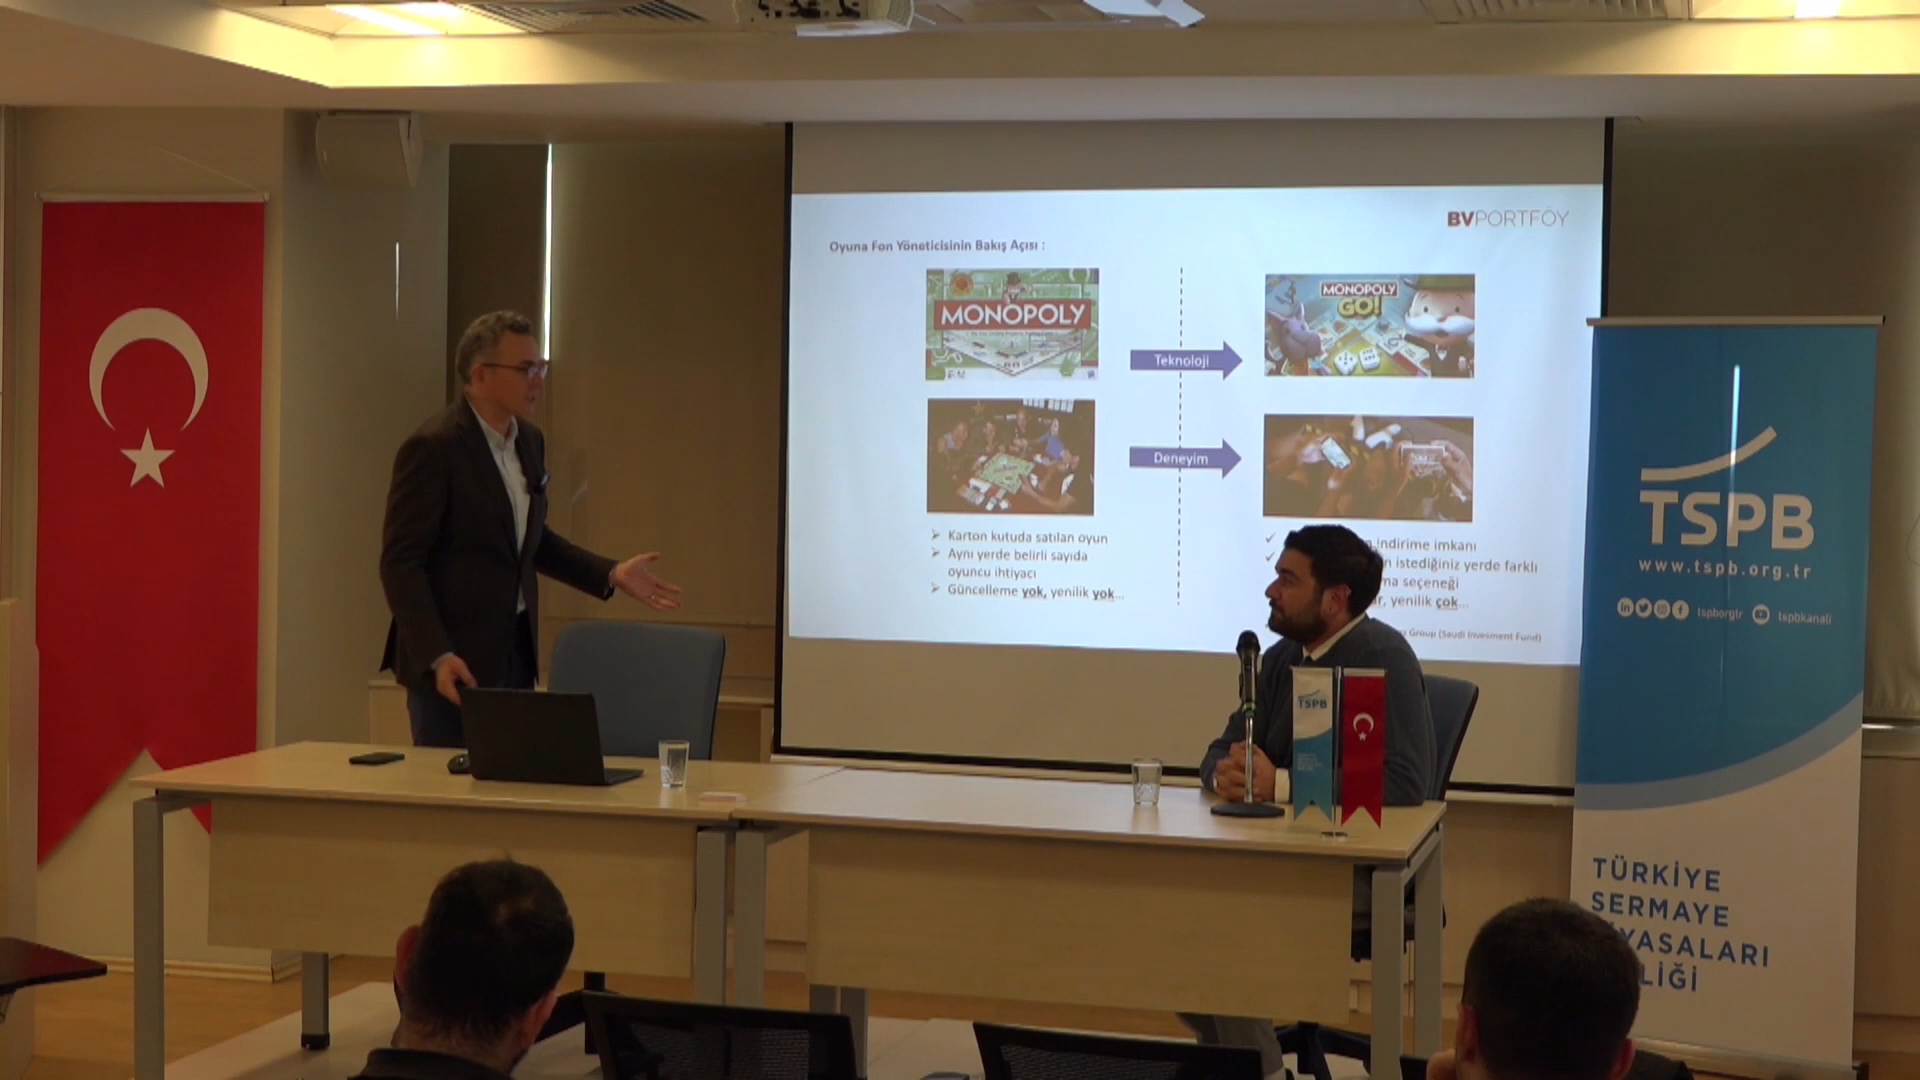 BVPORTFÖY
Oyuna Fon Yöneticisinin Bakış Açısı :
MONOPOLY
MONOPOLY
GO!
Teknoloji
Deneyim
Karton kutuda satılan oyun
Aynı yerde belirli sayıda
oyuncu ihtiyacı
Güncelleme yok, yenilik yok...
indirime imkanı
istediğiniz yerde farklı
seçeneği
yenilik çok...
Group (Saudi Invesment Fund)
TSPB
www.tspb.org.tr
tspborgtr
tspbkanali
TÜRKİYE
SERMAYE
TSPB